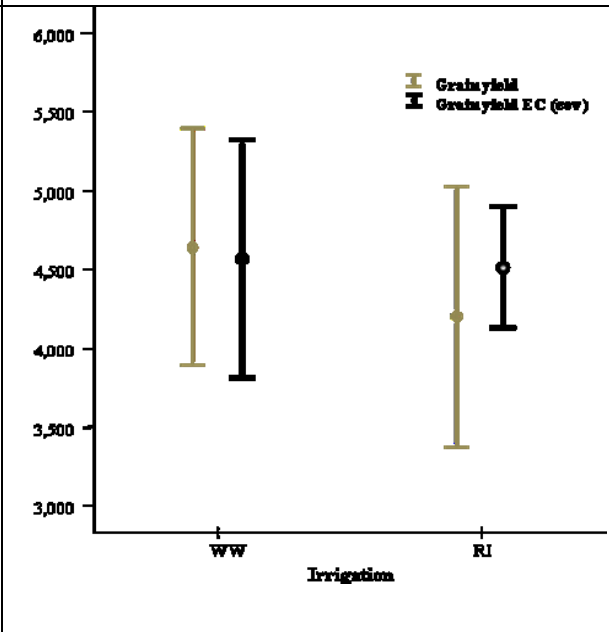 6,000
Grainyield
Grainyield EC (cov)
5,500
5,000
4,500
4,000
3,500
3,000
WW
RI
Irrigation